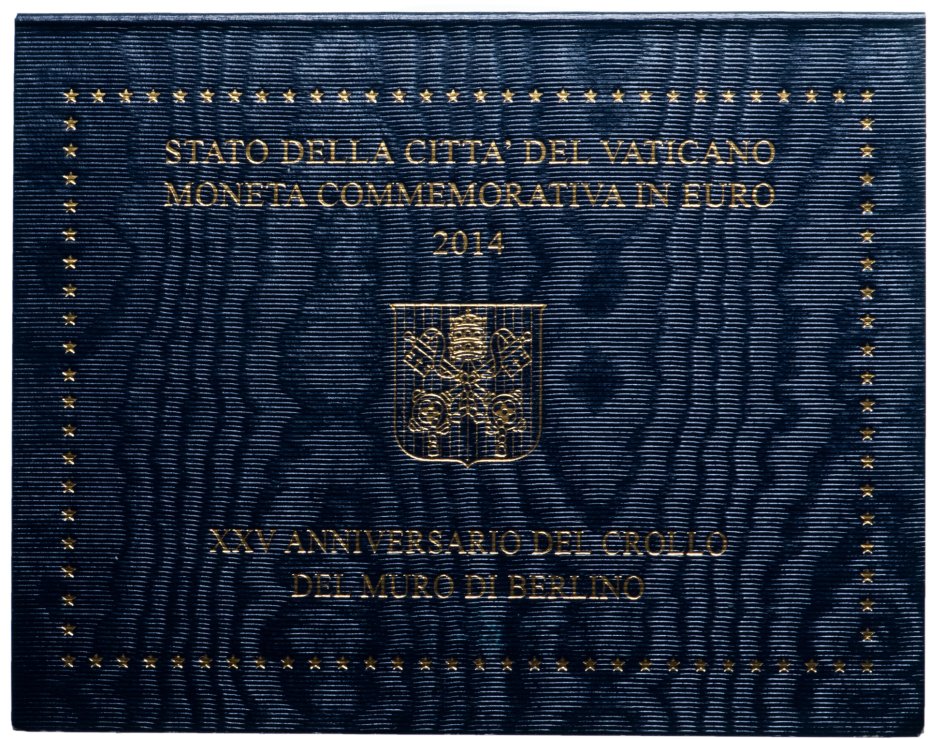 STATO DELLA CITTA' DEL VATICANO
MONETA COMMEMORATIVA IN EURO
2014
XXV ANNIVERSARIO DEL CROLLO
DEL MURO DI BERLINO